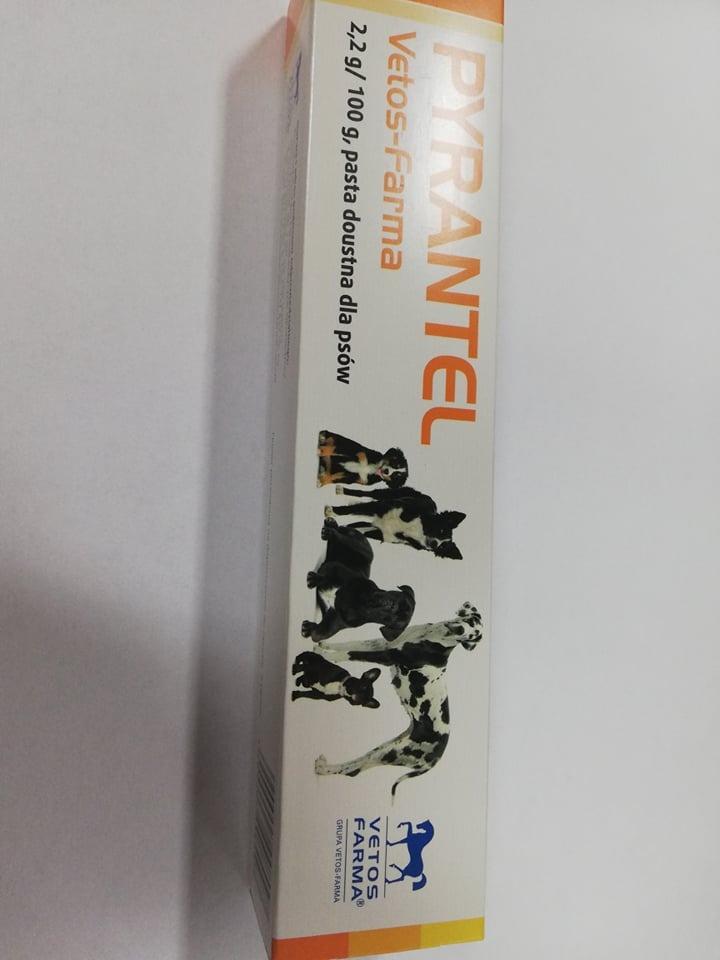 PYRANTEL
Vetos-Farma
2,2 g/ 100 g, pasta doustna dla psów
VETOS
FARMA®
GRUPA VETOS-FARMA